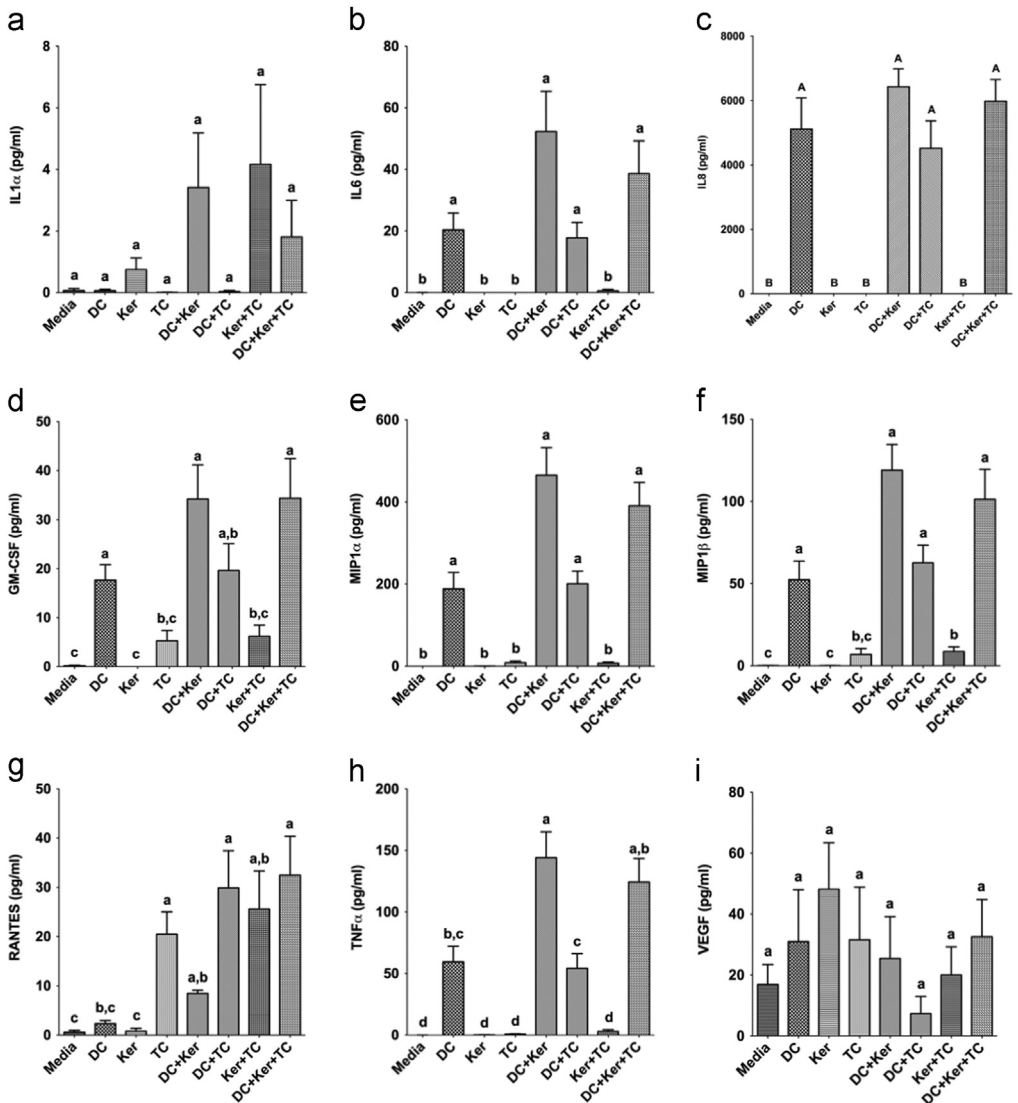 a
IL1α (pg/ml)
8
6
4
2
0
a a a a a a a a
Media DC Ker TC DC+Ker DC+TC Ker+TC DC+Ker+TC
b
IL6 (pg/ml)
80
60
40
20
0
b a b b a a b a
Media DC Ker TC DC+Ker DC+TC Ker+TC DC+Ker+TC
c
IL8 (pg/ml)
8000
6000
4000
2000
0
B A B B A A B A
Media DC Ker TC DC+Ker DC+TC Ker+TC DC+Ker+TC
d
GM-CSF (pg/ml)
50
40
30
20
10
0
c a c b,c a a,b b,c a
Media DC Ker TC DC+Ker DC+TC Ker+TC DC+Ker+TC
e
MIP1α (pg/ml)
600
400
200
0
b a b b a a b a
Media DC Ker TC DC+Ker DC+TC Ker+TC DC+Ker+TC
f
MIP1β (pg/ml)
150
100
50
0
c a c b,c a a b a
Media DC Ker TC DC+Ker DC+TC Ker+TC DC+Ker+TC
g
RANTES (pg/ml)
50
40
30
20
10
0
c b,c c a a,b a a,b a
Media DC Ker TC DC+Ker DC+TC Ker+TC DC+Ker+TC
h
TNFα (pg/ml)
200
150
100
50
0
d b,c d d a c d a,b
Media DC Ker TC DC+Ker DC+TC Ker+TC DC+Ker+TC
i
VEGF (pg/ml)
80
60
40
20
0
a a a a a a a a
Media DC Ker TC DC+Ker DC+TC Ker+TC DC+Ker+TC